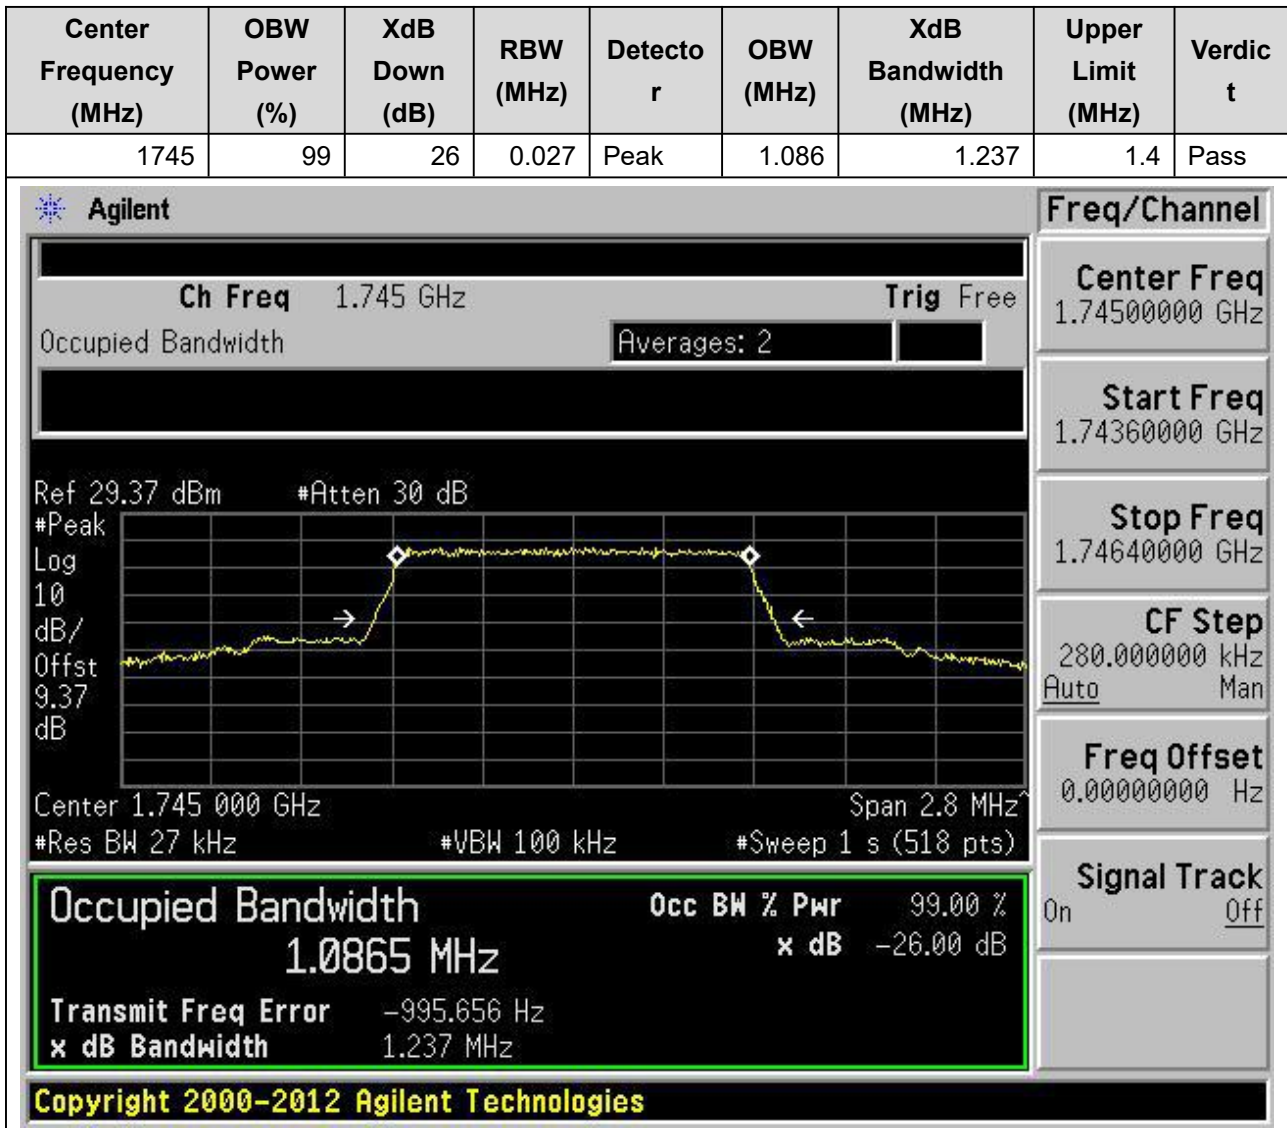 Center Frequency (MHz) OBW Power (%) XdB Down (dB) RBW (MHz) Detecto r OBW (MHz) XdB Bandwidth (MHz) Upper Limit (MHz) Verdic t
1745 99 26 0.027 Peak 1.086 1.237 1.4 Pass
Agilent
Freq/Channel
Ch Freq 1.745 GHz Trig Free
Occupied Bandwidth Averages: 2
Center Freq
1.74500000 GHz
Start Freq
1.74360000 GHz
Stop Freq
1.74640000 GHz
CF Step
280.000000 kHz
Auto Man
Freq Offset
0.00000000 Hz
Signal Track
On Off
Ref 29.37 dBm #Atten 30 dB
#Peak
Log
10
dB/
Offst
9.37
dB
Center 1.745 000 GHz Span 2.8 MHz^
#Res BW 27 kHz #VBW 100 kHz #Sweep 1 s (518 pts)
Occupied Bandwidth Occ BW % Pwr 99.00 %
1.0865 MHz x dB -26.00 dB
Transmit Freq Error -995.656 Hz
x dB Bandwidth 1.237 MHz
Copyright 2000-2012 Agilent Technologies